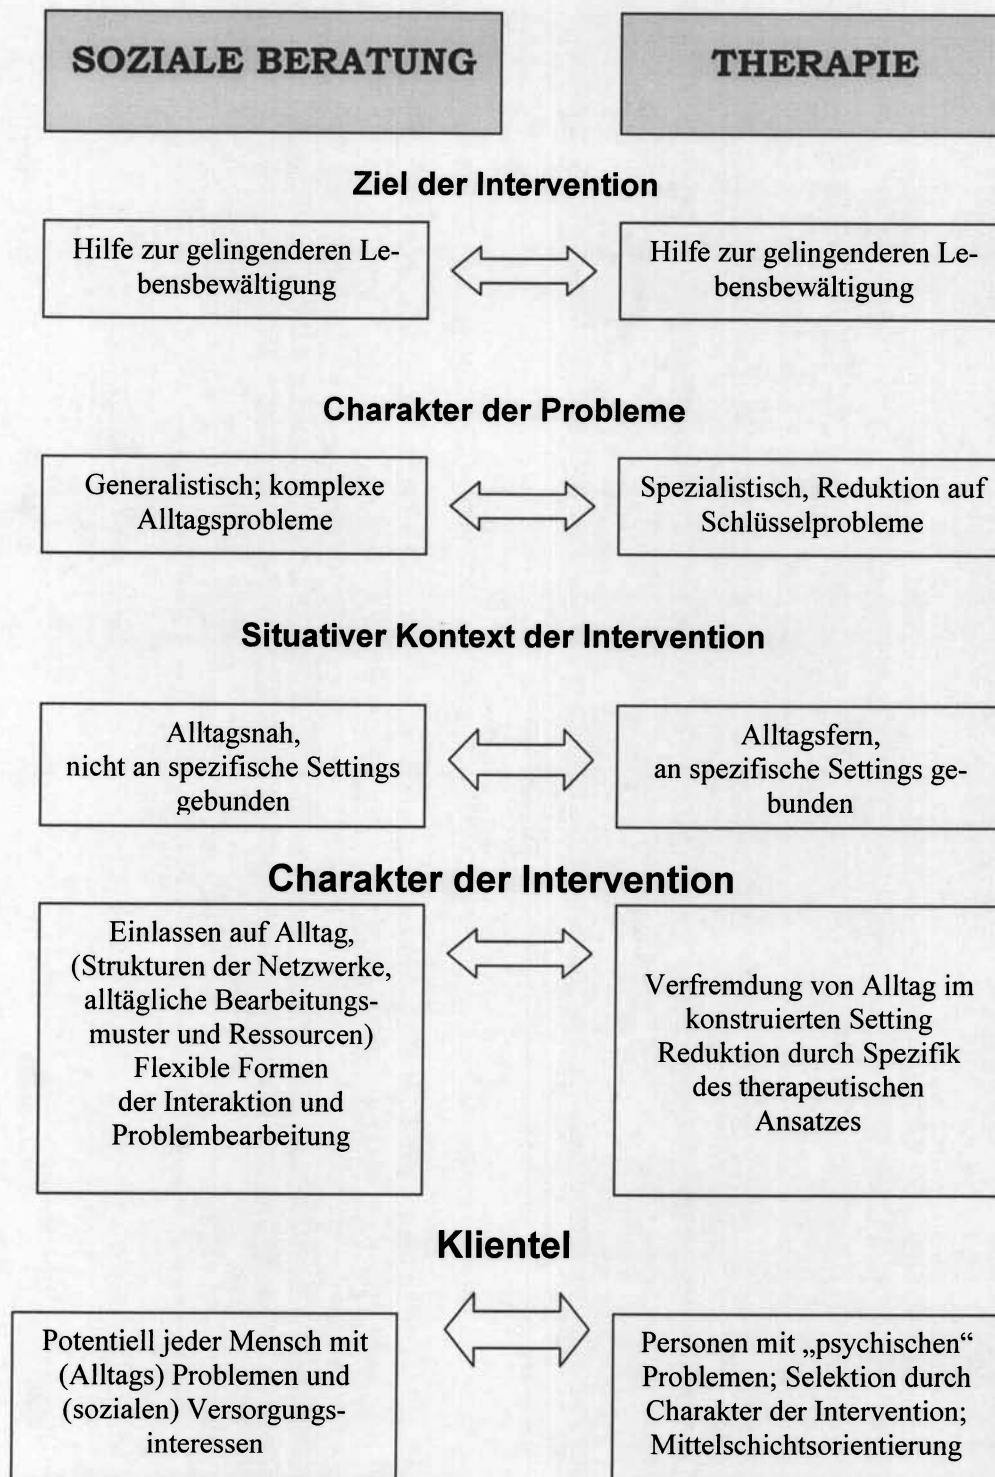 SOZIALE BERATUNG
THERAPIE
Ziel der Intervention
Hilfe zur gelingenderen Le-
bensbewältigung
Hilfe zur gelingenderen Le-
bensbewältigung
Charakter der Probleme
Generalistisch; komplexe
Alltagsprobleme
Spezialistisch, Reduktion auf
Schlüsselprobleme
Situativer Kontext der Intervention
Alltagsnah,
nicht an spezifische Settings
gebunden
Alltagsfern,
an spezifische Settings ge-
bunden
Charakter der Intervention
Einlassen auf Alltag,
(Strukturen der Netzwerke,
alltägliche Bearbeitungs-
muster und Ressourcen)
Flexible Formen
der Interaktion und
Problembearbeitung
Verfremdung von Alltag im
konstruierten Setting
Reduktion durch Spezifik
des therapeutischen
Ansatzes
Klientel
Potentiell jeder Mensch mit
(Alltags) Problemen und
(sozialen) Versorgungs-
interessen
Personen mit „psychischen“
Problemen; Selektion durch
Charakter der Intervention;
Mittelschichtsorientierung